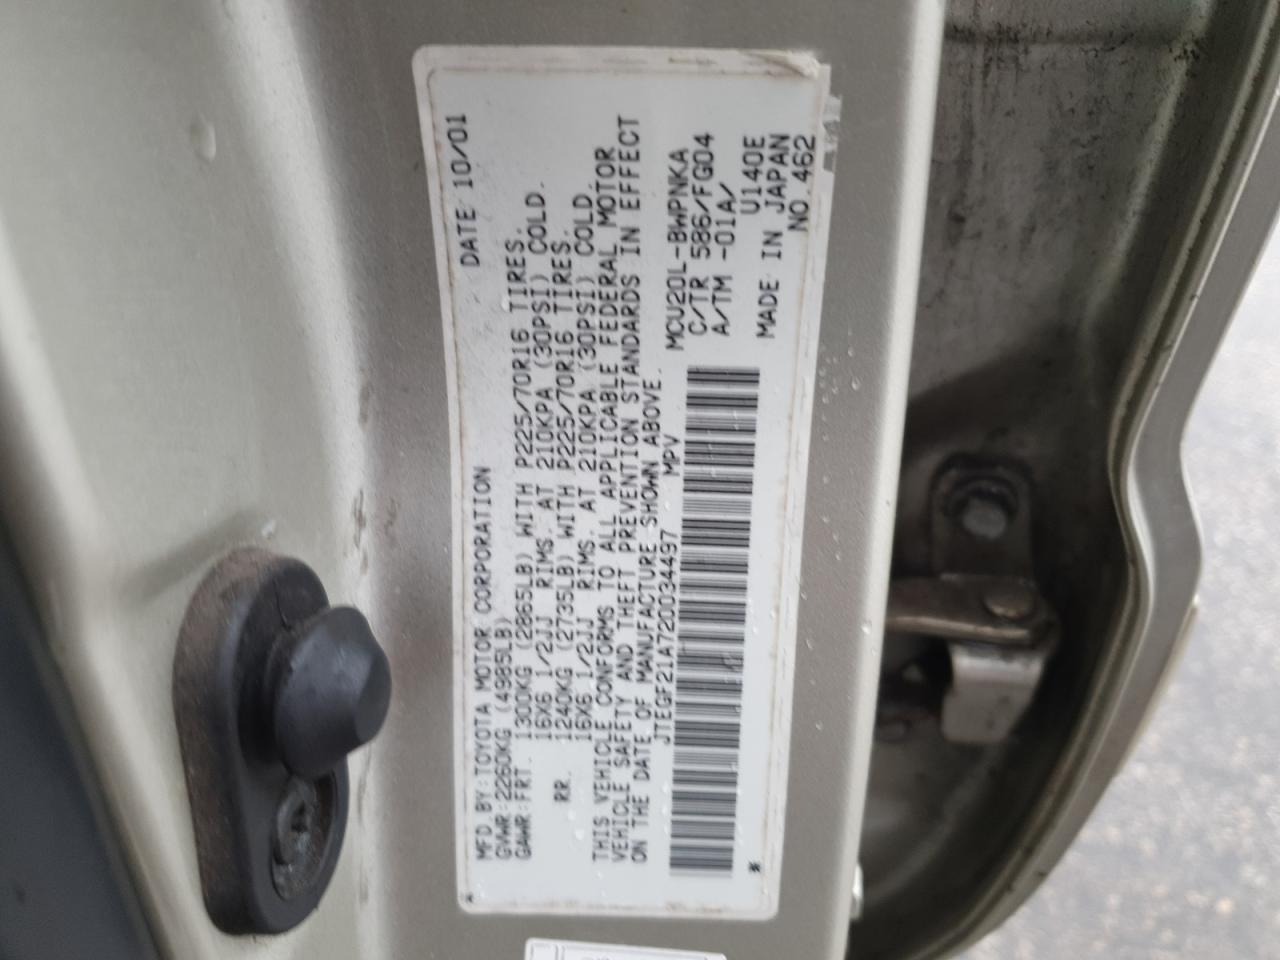 DATE: 10/01
MFD. BY: TOYOTA MOTOR CORPORATION
GVWR: 2260KG (4985LB)
GAWR: FRT. 1300KG (2865LB) WITH P225/70R16 TIRES.
16X6 1/2JJ RIMS. AT 210KPA (30PSI) COLD.
RR. 1240KG (2735LB) WITH P225/70R16 TIRES.
16X6 1/2JJ RIMS. AT 210KPA (30PSI) COLD.
THIS VEHICLE CONFORMS TO ALL APPLICABLE FEDERAL MOTOR
VEHICLE SAFETY AND THEFT PREVENTION STANDARDS IN EFFECT
ON THE DATE OF MANUFACTURE SHOWN ABOVE.
JTEGF21A720034497 MPV
MCU20L-BWPNKA
C/TR 586/FG04
A/TM -01A/
U140E
MADE IN JAPAN
NO. 462